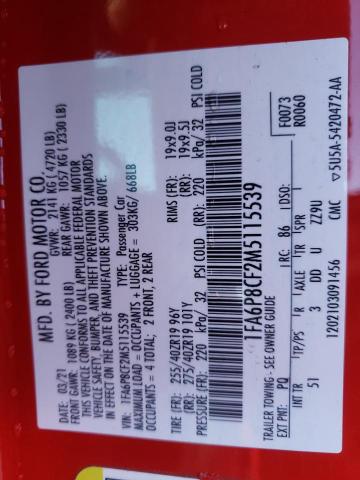 MFD. BY FORD MOTOR CO.
DATE: 03/21 GVWR: 2141 KG ( 4720 LB)
FRONT GAWR: 1089 KG ( 2400 LB) REAR GAWR: 1057 KG ( 2330 LB)
THIS VEHICLE CONFORMS TO ALL APPLICABLE FEDERAL MOTOR
VEHICLE SAFETY, BUMPER, AND THEFT PREVENTION STANDARDS
IN EFFECT ON THE DATE OF MANUFACTURE SHOWN ABOVE.
VIN: 1FA6P8CF2M5115539 TYPE: Passenger Car
MAXIMUM LOAD = OCCUPANTS + LUGGAGE = 303KG/ 668LB
OCCUPANTS = 4 TOTAL; 2 FRONT, 2 REAR
TIRE (FR): 255/40ZR19 96Y RIMS (FR): 19x9.0J
(RR): 275/40ZR19 101Y (RR): 19x9.5J
PRESSURE (FR): 220 kPa/ 32 PSI COLD (RR): 220 kPa/ 32 PSI COLD
1FA6P8CF2M5115539
TRAILER TOWING - SEE OWNER GUIDE
EXT PNT: PQ RC: 86 DSO: F0073
R0060
INT TR TP/PS R AXLE TR SPR
51 3 DD U ZZ9U
12021030914​56 CMC ▽5U5A-5420472-AA